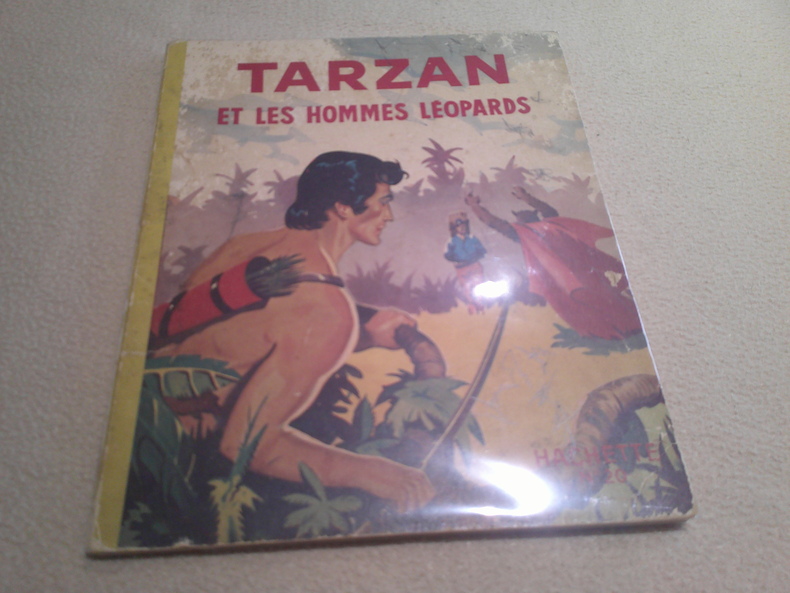 TARZAN
ET LES HOMMES LÉOPARDS
HACHETTE